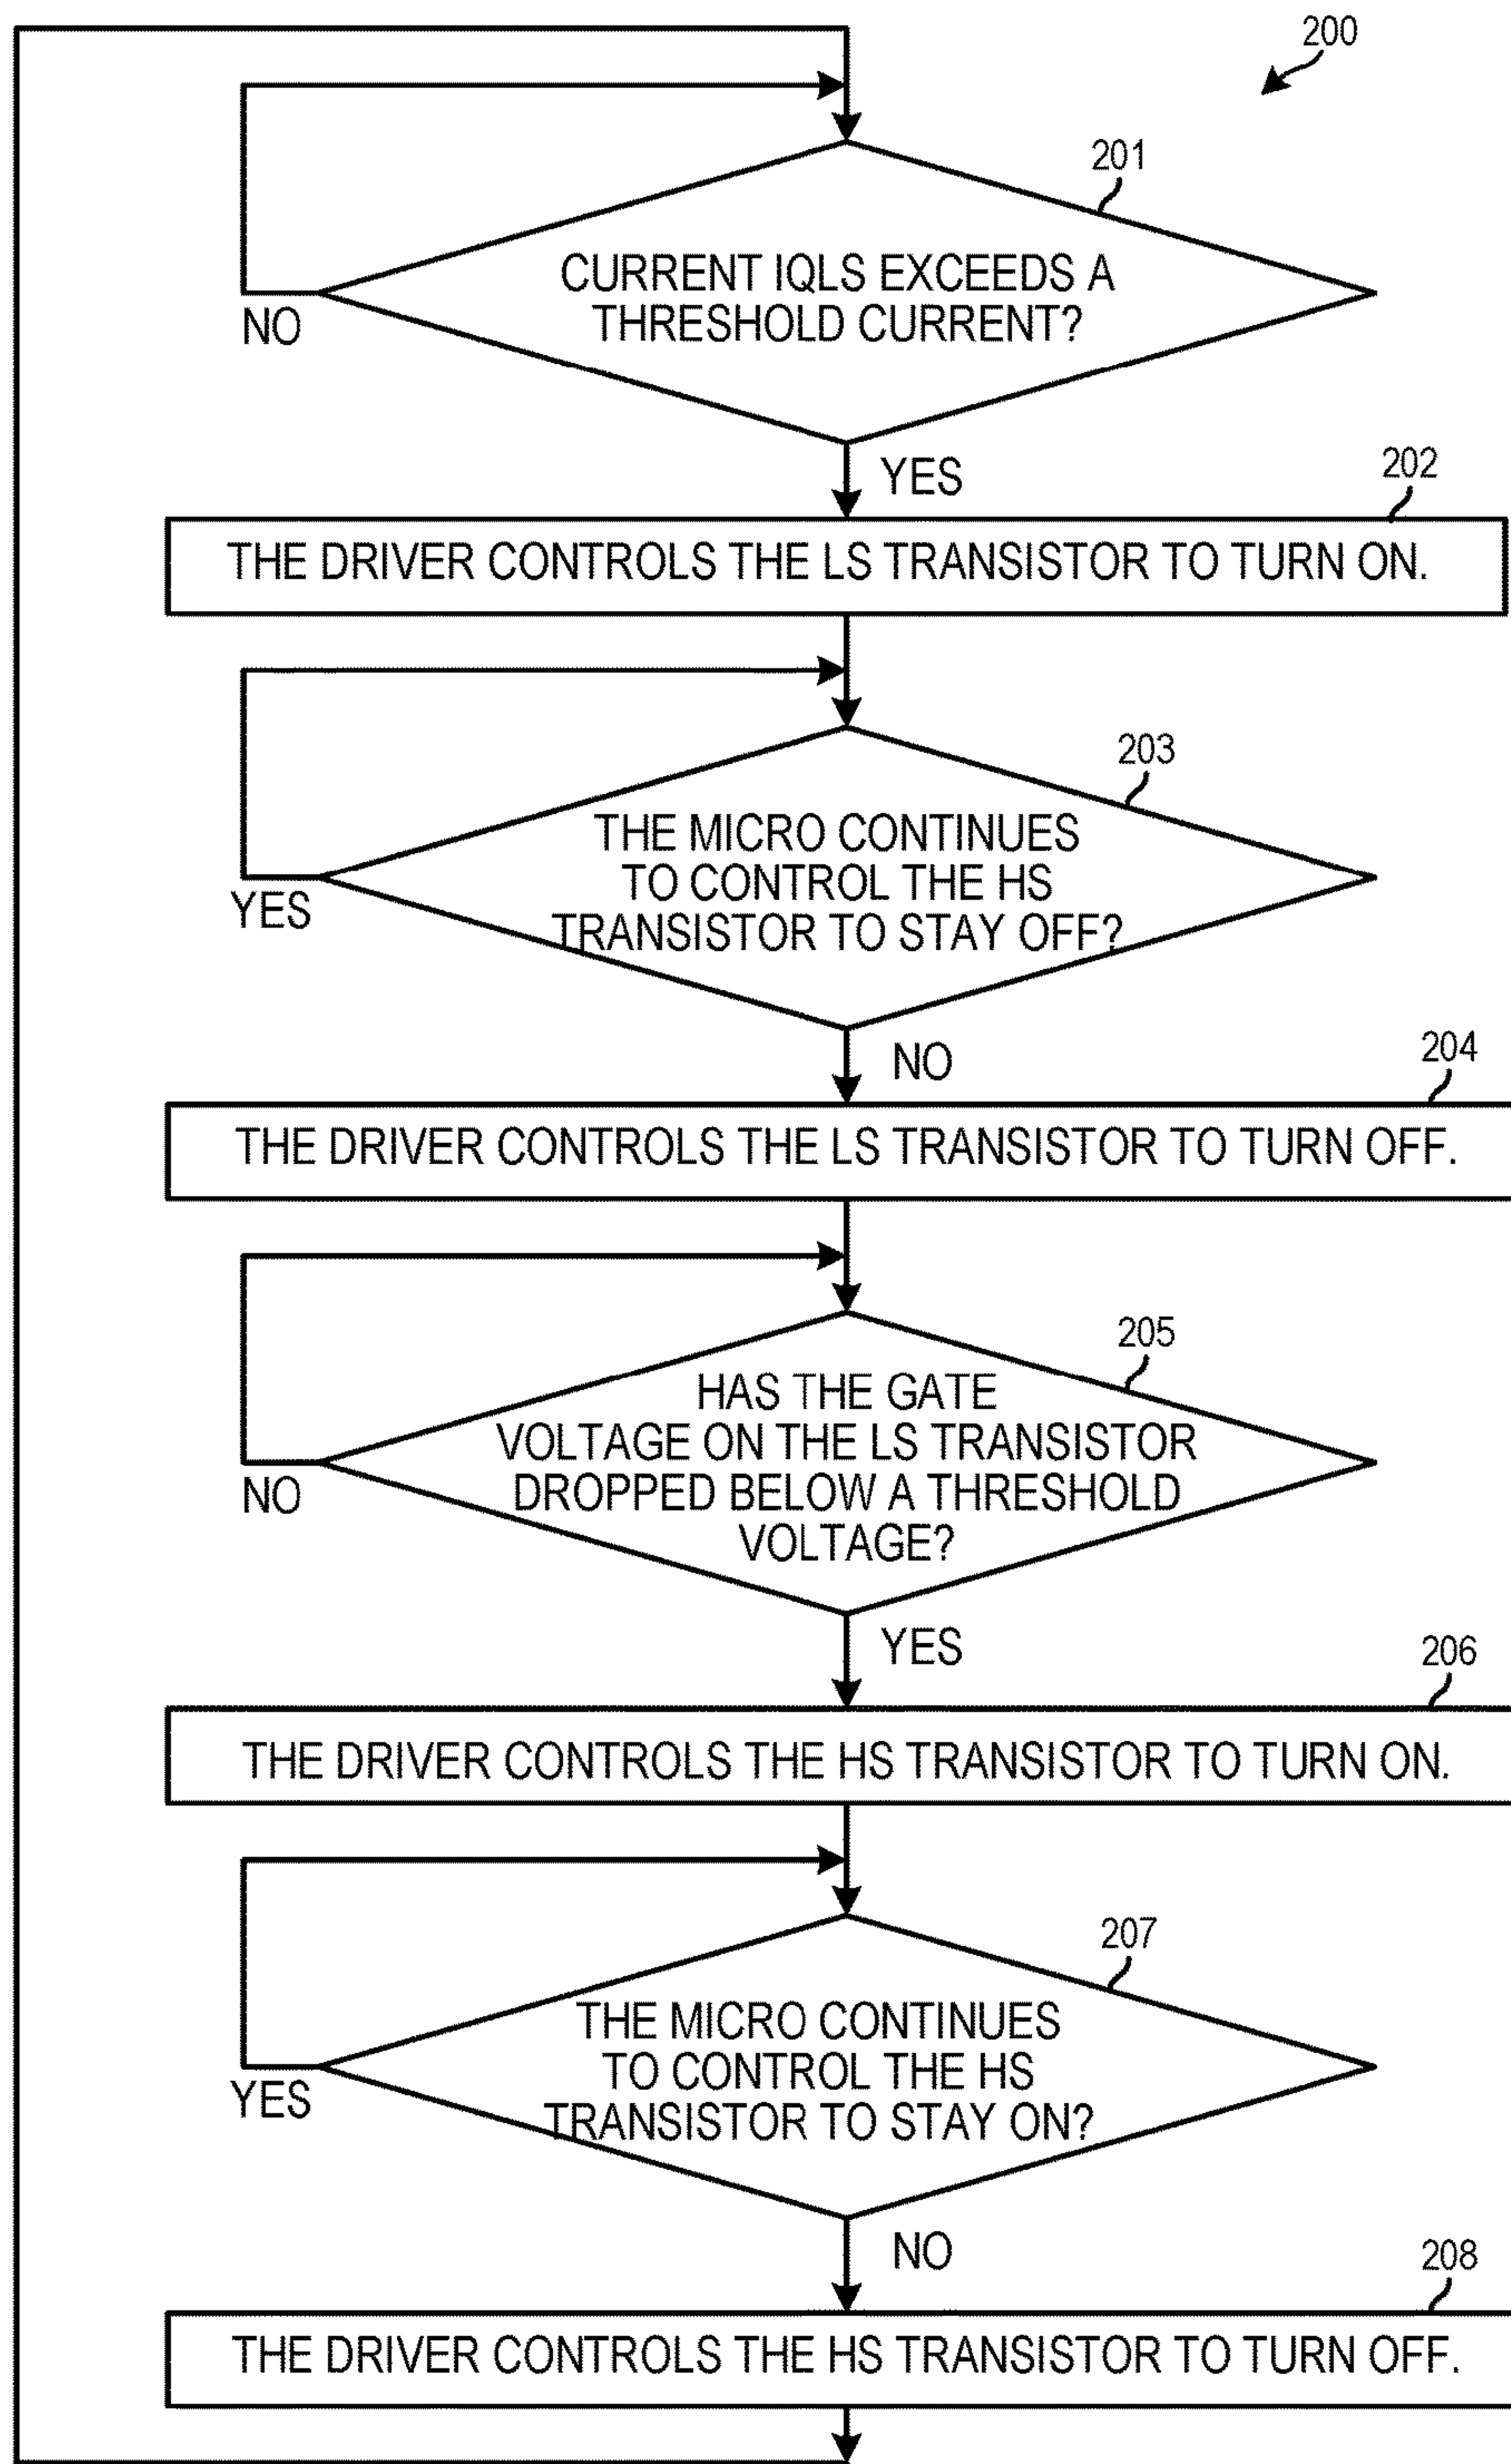 200
201
CURRENT IQLS EXCEEDS A
THRESHOLD CURRENT?
NO
YES
202
THE DRIVER CONTROLS THE LS TRANSISTOR TO TURN ON.
203
THE MICRO CONTINUES
TO CONTROL THE HS
TRANSISTOR TO STAY OFF?
YES
NO
204
THE DRIVER CONTROLS THE LS TRANSISTOR TO TURN OFF.
205
HAS THE GATE
VOLTAGE ON THE LS TRANSISTOR
DROPPED BELOW A THRESHOLD
VOLTAGE?
NO
YES
206
THE DRIVER CONTROLS THE HS TRANSISTOR TO TURN ON.
207
THE MICRO CONTINUES
TO CONTROL THE HS
TRANSISTOR TO STAY ON?
YES
NO
208
THE DRIVER CONTROLS THE HS TRANSISTOR TO TURN OFF.